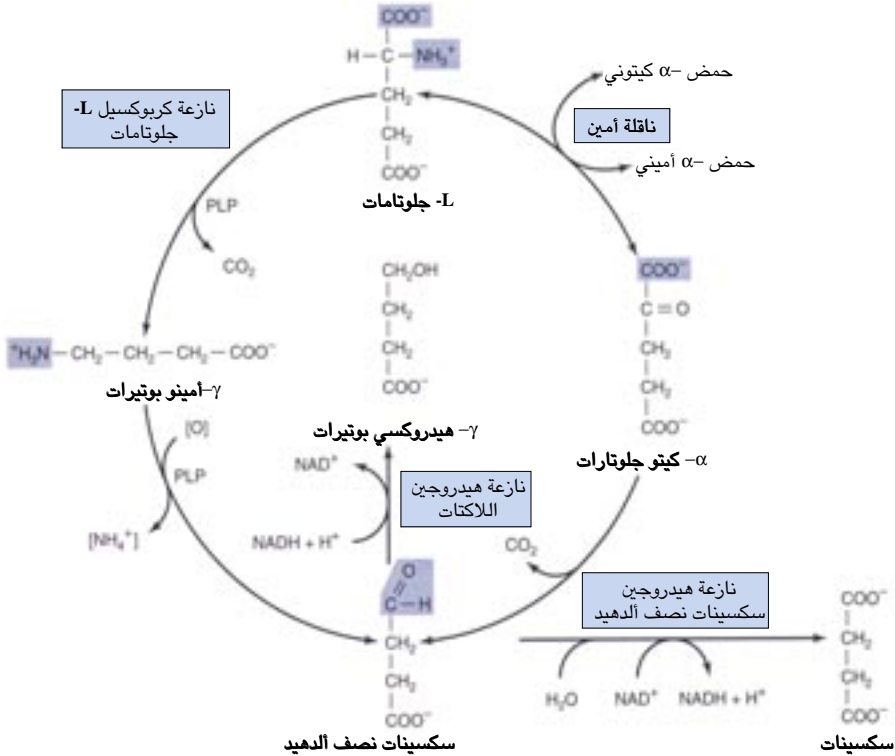 COO⁻
H–C–NH₃⁺
CH₂
CH₂
COO⁻
L- جلوتامات
نازعة كربوكسيل L-
جلوتامات
PLP
CO₂
حمض –α كيتوني
ناقلة أمين
حمض –α أميني
CH₂OH
CH₂
CH₂
COO⁻
γ– هيدروكسي بوتيرات
COO⁻
C=O
CH₂
CH₂
COO⁻
α– كيتو جلوتارات
⁺H₃N–CH₂–CH₂–CH₂–COO⁻
γ–أمينو بوتيرات
[O]
PLP
[NH₄⁺]
NAD⁺
NADH + H⁺
نازعة هيدروجين
اللاكتات
CO₂
نازعة هيدروجين
سكسينات نصف ألدهيد
O
C–H
CH₂
CH₂
COO⁻
سكسينات نصف ألدهيد
H₂O
NAD⁺
NADH + H⁺
COO⁻
CH₂
CH₂
COO⁻
سكسينات